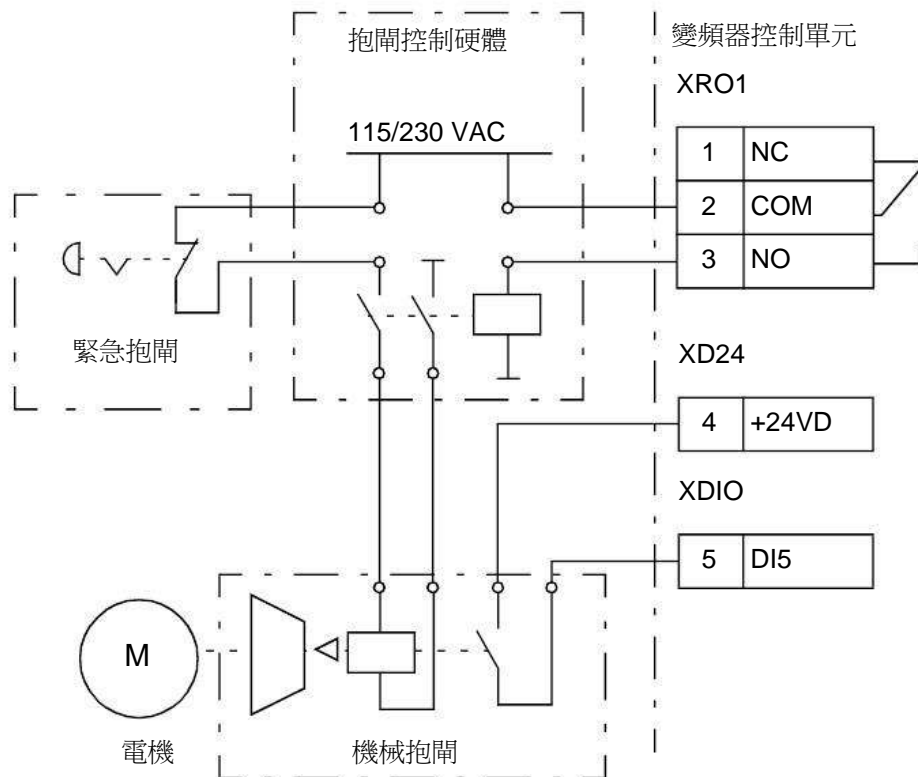 抱閘控制硬體
變頻器控制單元
XRO1
115/230 VAC
1 NC
2 COM
3 NO
緊急抱閘
XD24
4 +24VD
XDIO
5 DI5
M
電機
機械抱閘